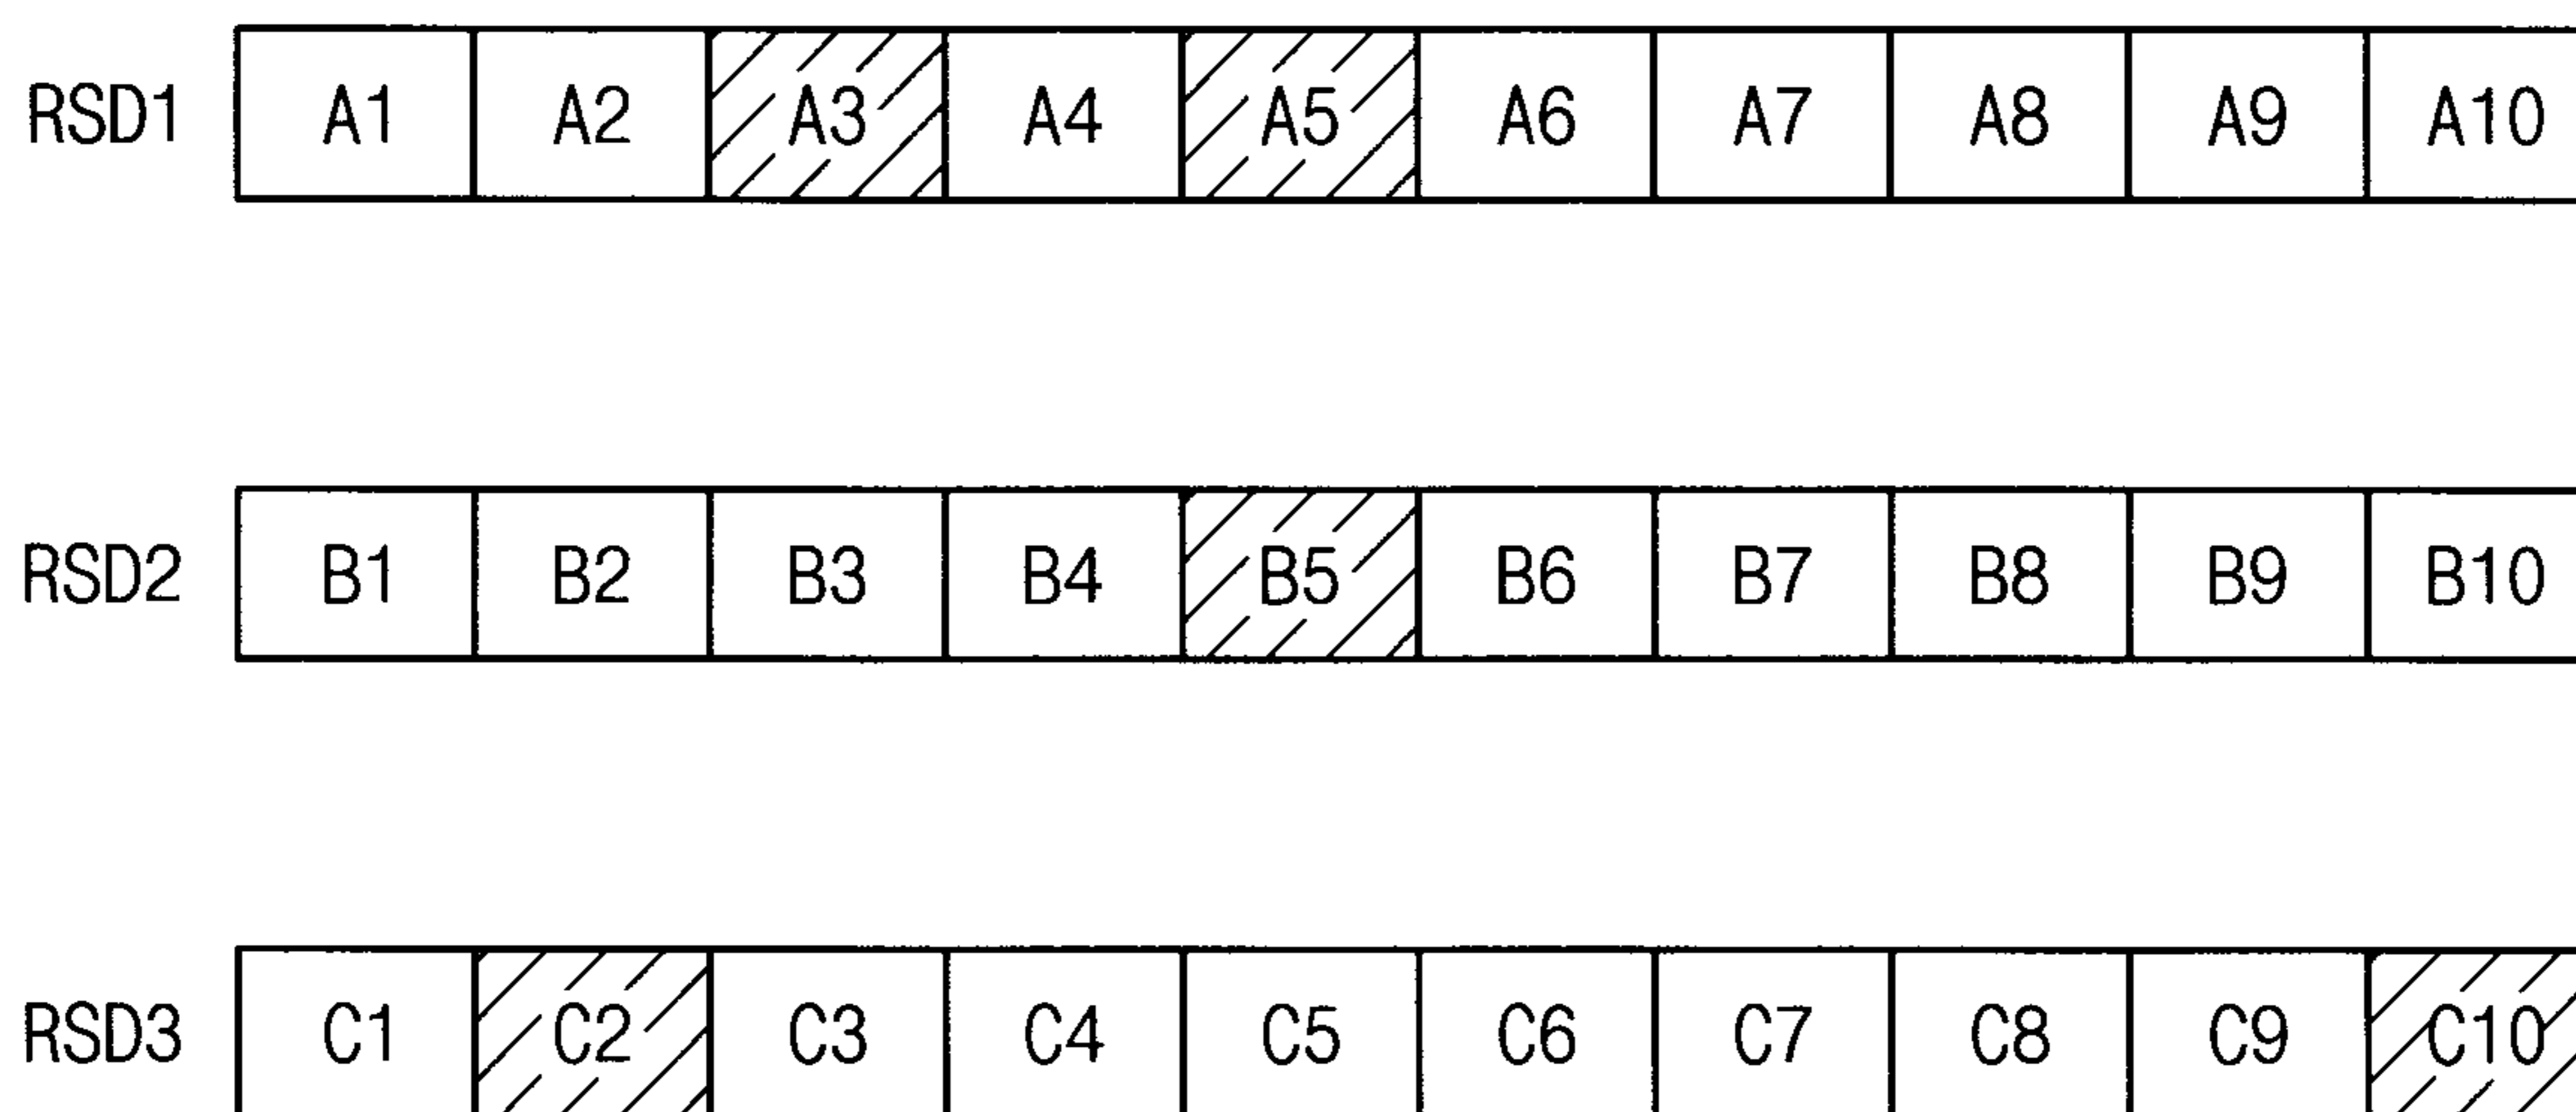 RSD1 A1 A2 A3 A4 A5 A6 A7 A8 A9 A10
RSD2 B1 B2 B3 B4 B5 B6 B7 B8 B9 B10
RSD3 C1 C2 C3 C4 C5 C6 C7 C8 C9 C10